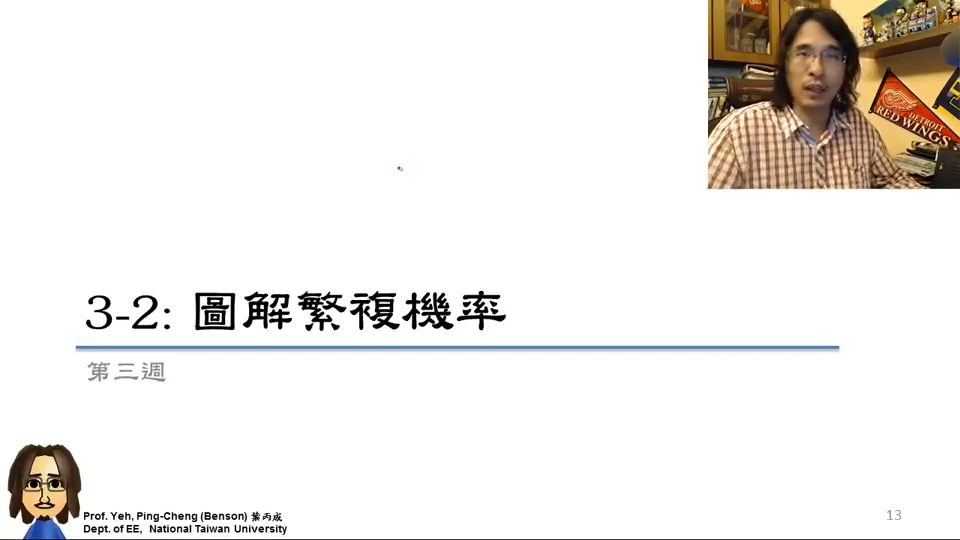 DETROIT
RED WINGS
3-2: 圖解繁複機率
第三週
Prof. Yeh, Ping-Cheng (Benson) 葉丙成
Dept. of EE, National Taiwan University
13